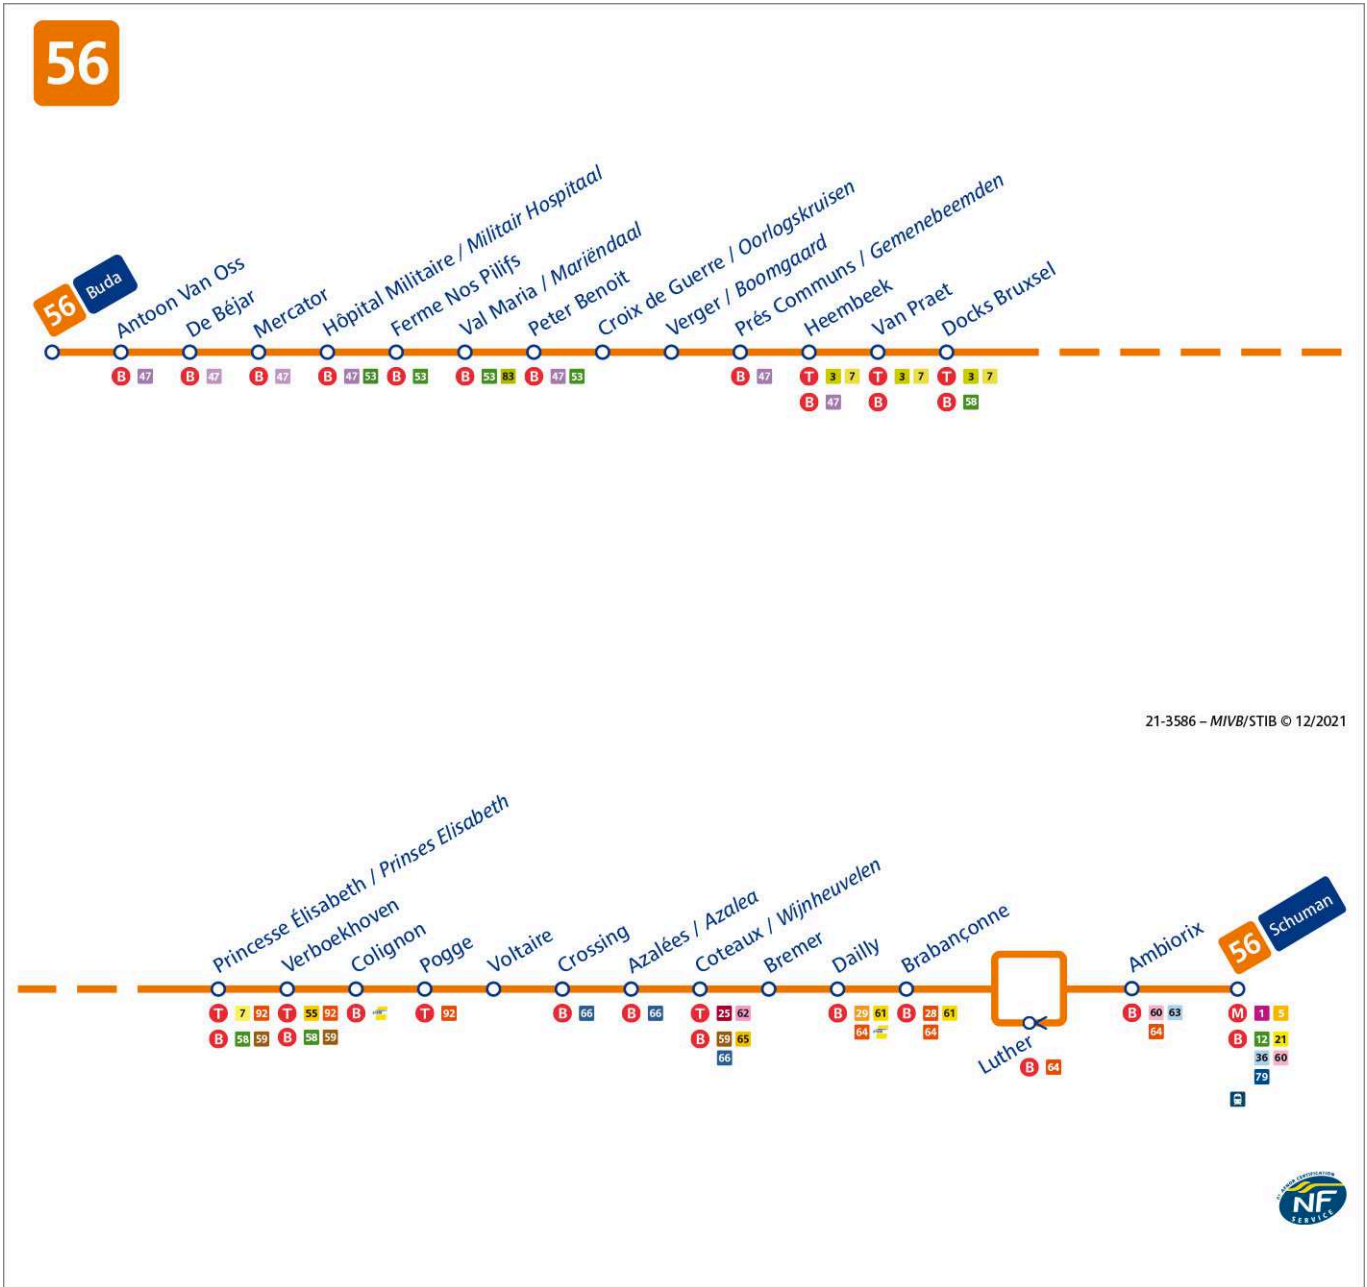 56
56 Buda
Antoon Van Oss
De Béjar
Mercator
Hôpital Militaire / Militair Hospitaal
Ferme Nos Pilifs
Val Maria / Mariëndaal
Peter Benoit
Croix de Guerre / Oorlogskruisen
Verger / Boomgaard
Prés Communs / Gemenebeemden
Heembeek
Van Praet
Docks Bruxsel
B 47 B 47 B 47 B 47 53 B 53 B 53 83 B 47 53 B 47 T 3 7 T 3 7 T 3 7
B 47 B B 58
21-3586 – MIVB/STIB © 12/2021
Princesse Élisabeth / Prinses Elisabeth
Verboekhoven
Colignon
Pogge
Voltaire
Crossing
Azalées / Azalea
Coteaux / Wijnheuvelen
Bremer
Dailly
Brabançonne
Ambiorix
56 Schuman
T 7 92 T 55 92 B T 92 B 66 B 66 T 25 62 B 29 61 B 28 61 B 60 63 M 1 5
B 58 59 B 58 59 B 59 65 64 64 64 B 12 21
66 36 60
79
Luther
B 64
AFNOR CERTIFICATION
NF
SERVICE